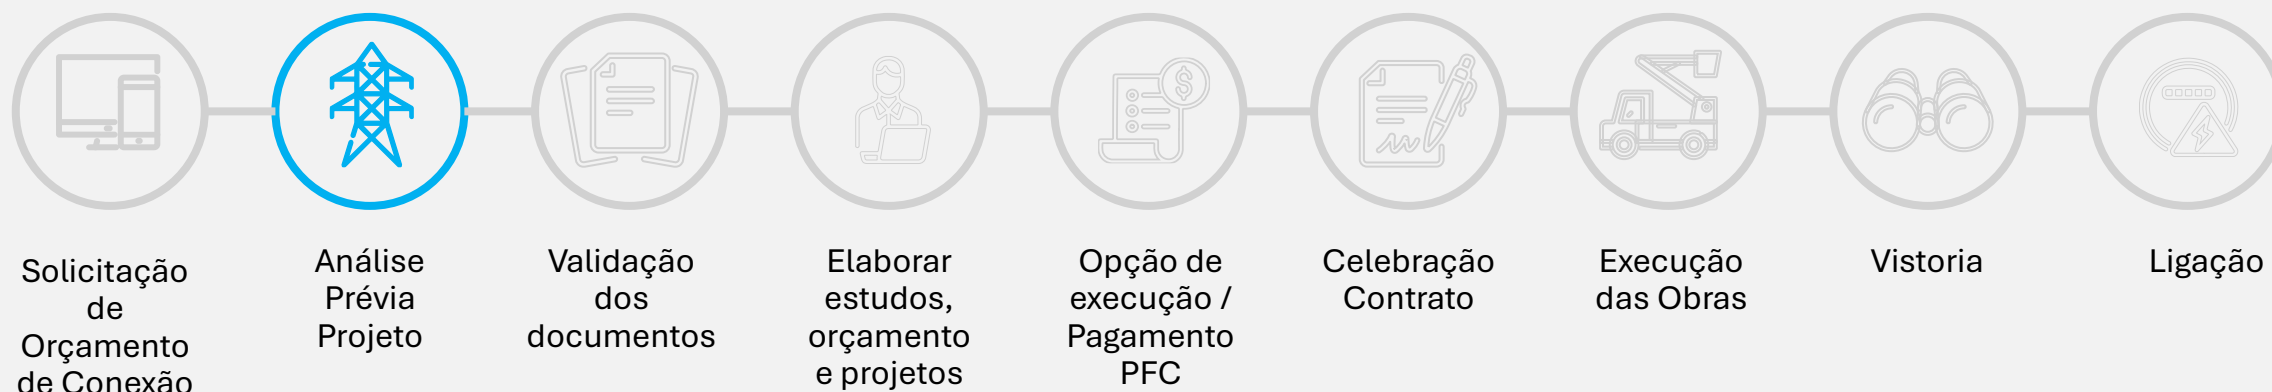 Solicitação
de
Orçamento
de Conexão
Análise
Prévia
Projeto
Validação
dos
documentos
Elaborar
estudos,
orçamento
e projetos
Opção de
execução /
Pagamento
PFC
Celebração
Contrato
Execução
das Obras
Vistoria
Ligação